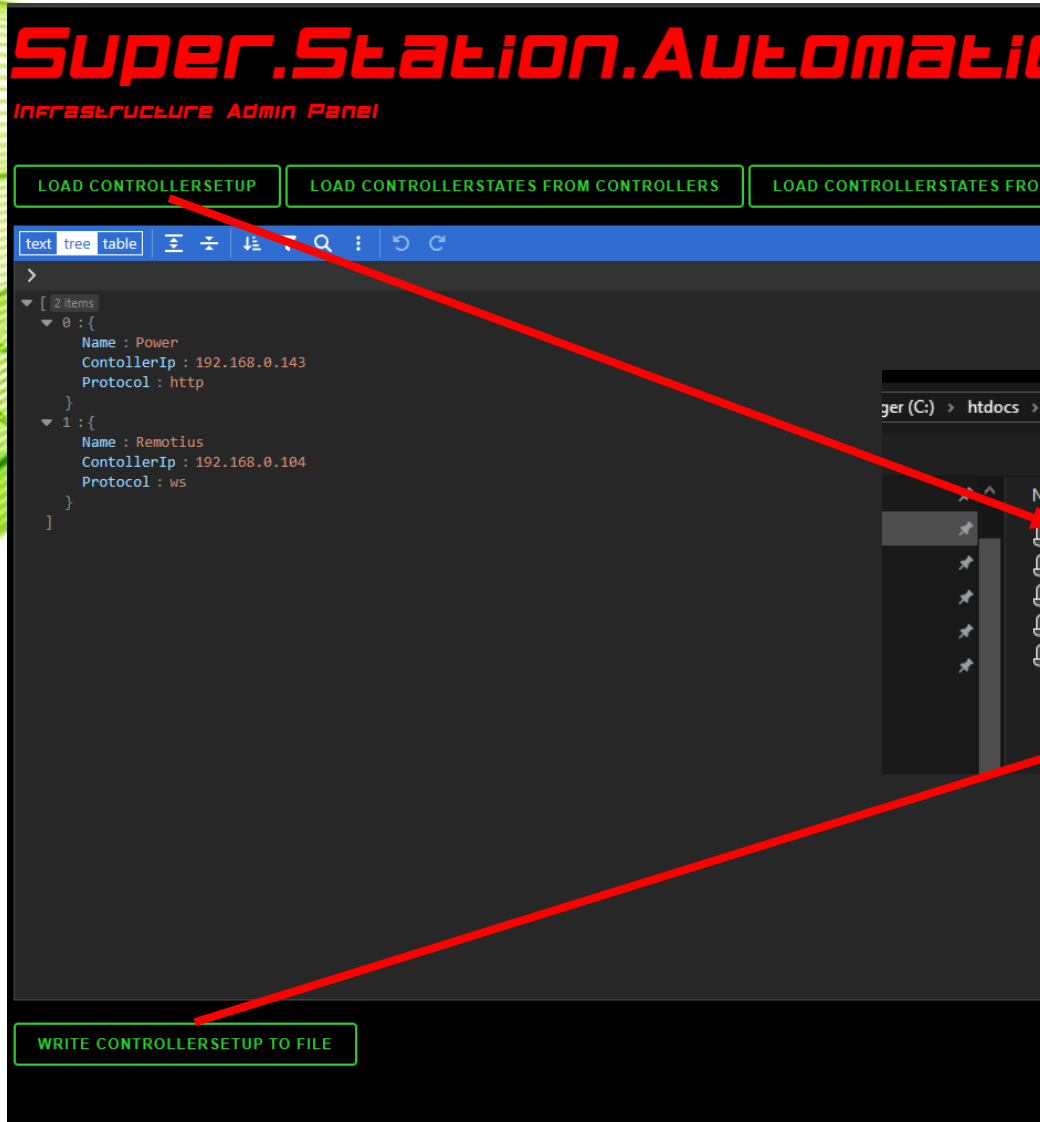 Super.Station.Automatio
Infrastructure Admin Panel
LOAD CONTROLLERSETUP
LOAD CONTROLLERSTATES FROM CONTROLLERS
LOAD CONTROLLERSTATES FRO
text tree table
[ 2 items
0 : {
Name : Power
ContollerIp : 192.168.0.143
Protocol : http
}
1 : {
Name : Remotius
ContollerIp : 192.168.0.104
Protocol : ws
}
]
ger (C:) > htdocs >
N
WRITE CONTROLLERSETUP TO FILE